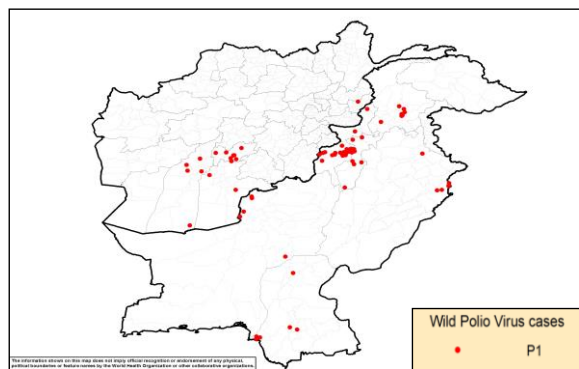 Wild Polio Virus cases
P1
The information shown on this map does not imply official recognition or endorsement of any physical,
political boundaries or feature names by the World Health Organization or other collaborative organizations.